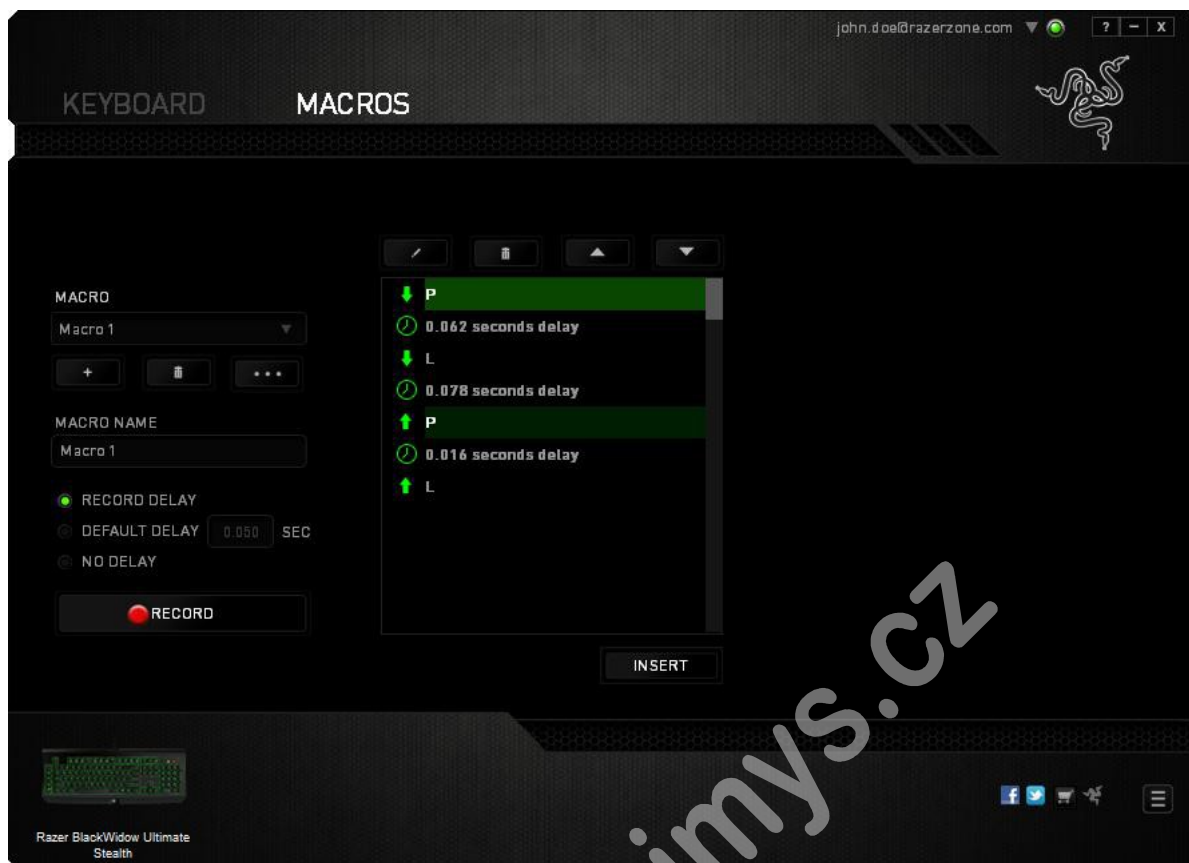 john.doe@razerzone.com
? – X
KEYBOARD
MACROS
MACRO
Macro 1
+
...
MACRO NAME
Macro 1
RECORD DELAY
DEFAULT DELAY 0.050 SEC
NO DELAY
RECORD
P
0.062 seconds delay
L
0.078 seconds delay
P
0.016 seconds delay
L
INSERT
Razer BlackWidow Ultimate
Stealth
imys.cz